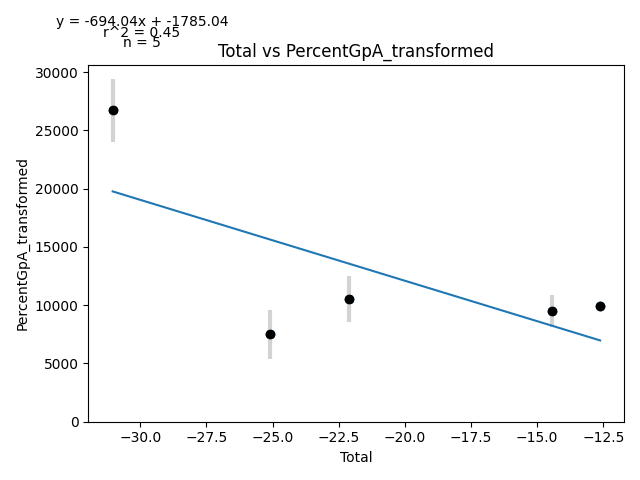 y = -694.04x + -1785.04
r^2 = 0.45
n = 5
Total vs PercentGpA_transformed
30000
25000
20000
15000
10000
5000
0
PercentGpA_transformed
−30.0 −27.5 −25.0 −22.5 −20.0 −17.5 −15.0 −12.5
Total